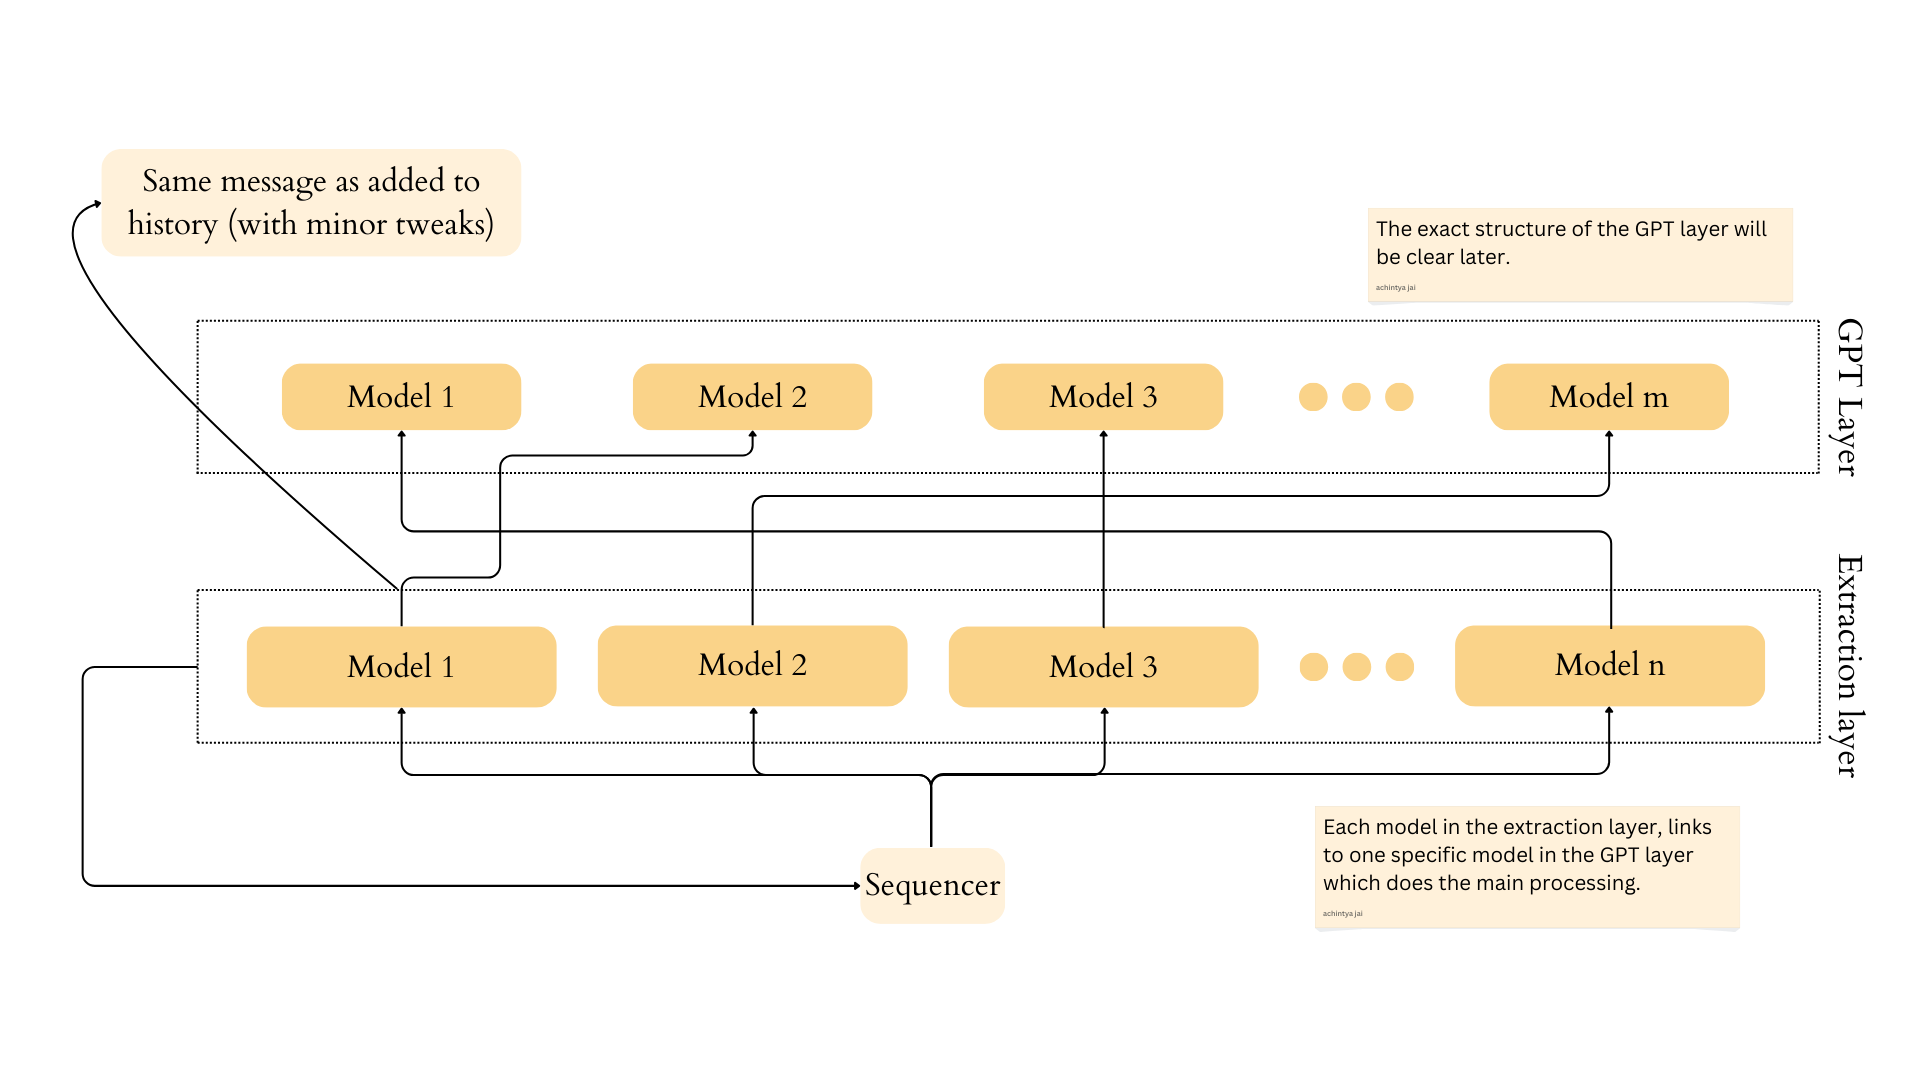 Same message as added to
history (with minor tweaks)
The exact structure of the GPT layer will
be clear later.
achintya jai
GPT Layer
Model 1
Model 2
Model 3
Model m
Extraction layer
Model 1
Model 2
Model 3
Model n
Sequencer
Each model in the extraction layer, links
to one specific model in the GPT layer
which does the main processing.
achintya jai